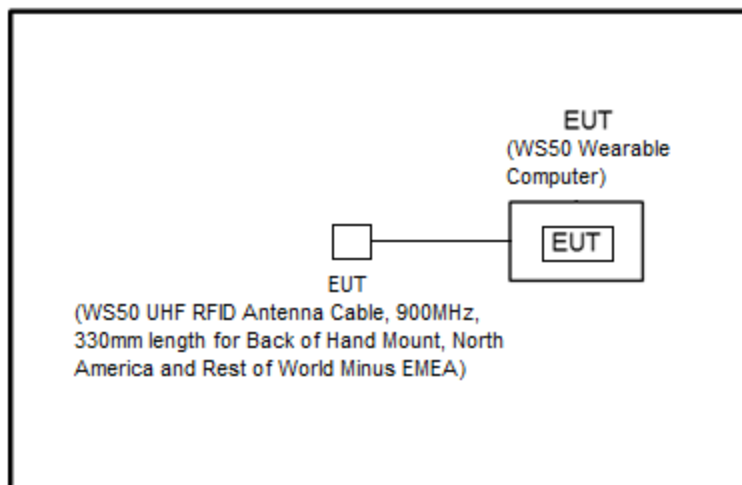 EUT
(WS50 Wearable
Computer)
EUT
EUT
(WS50 UHF RFID Antenna Cable, 900MHz,
330mm length for Back of Hand Mount, North
America and Rest of World Minus EMEA)